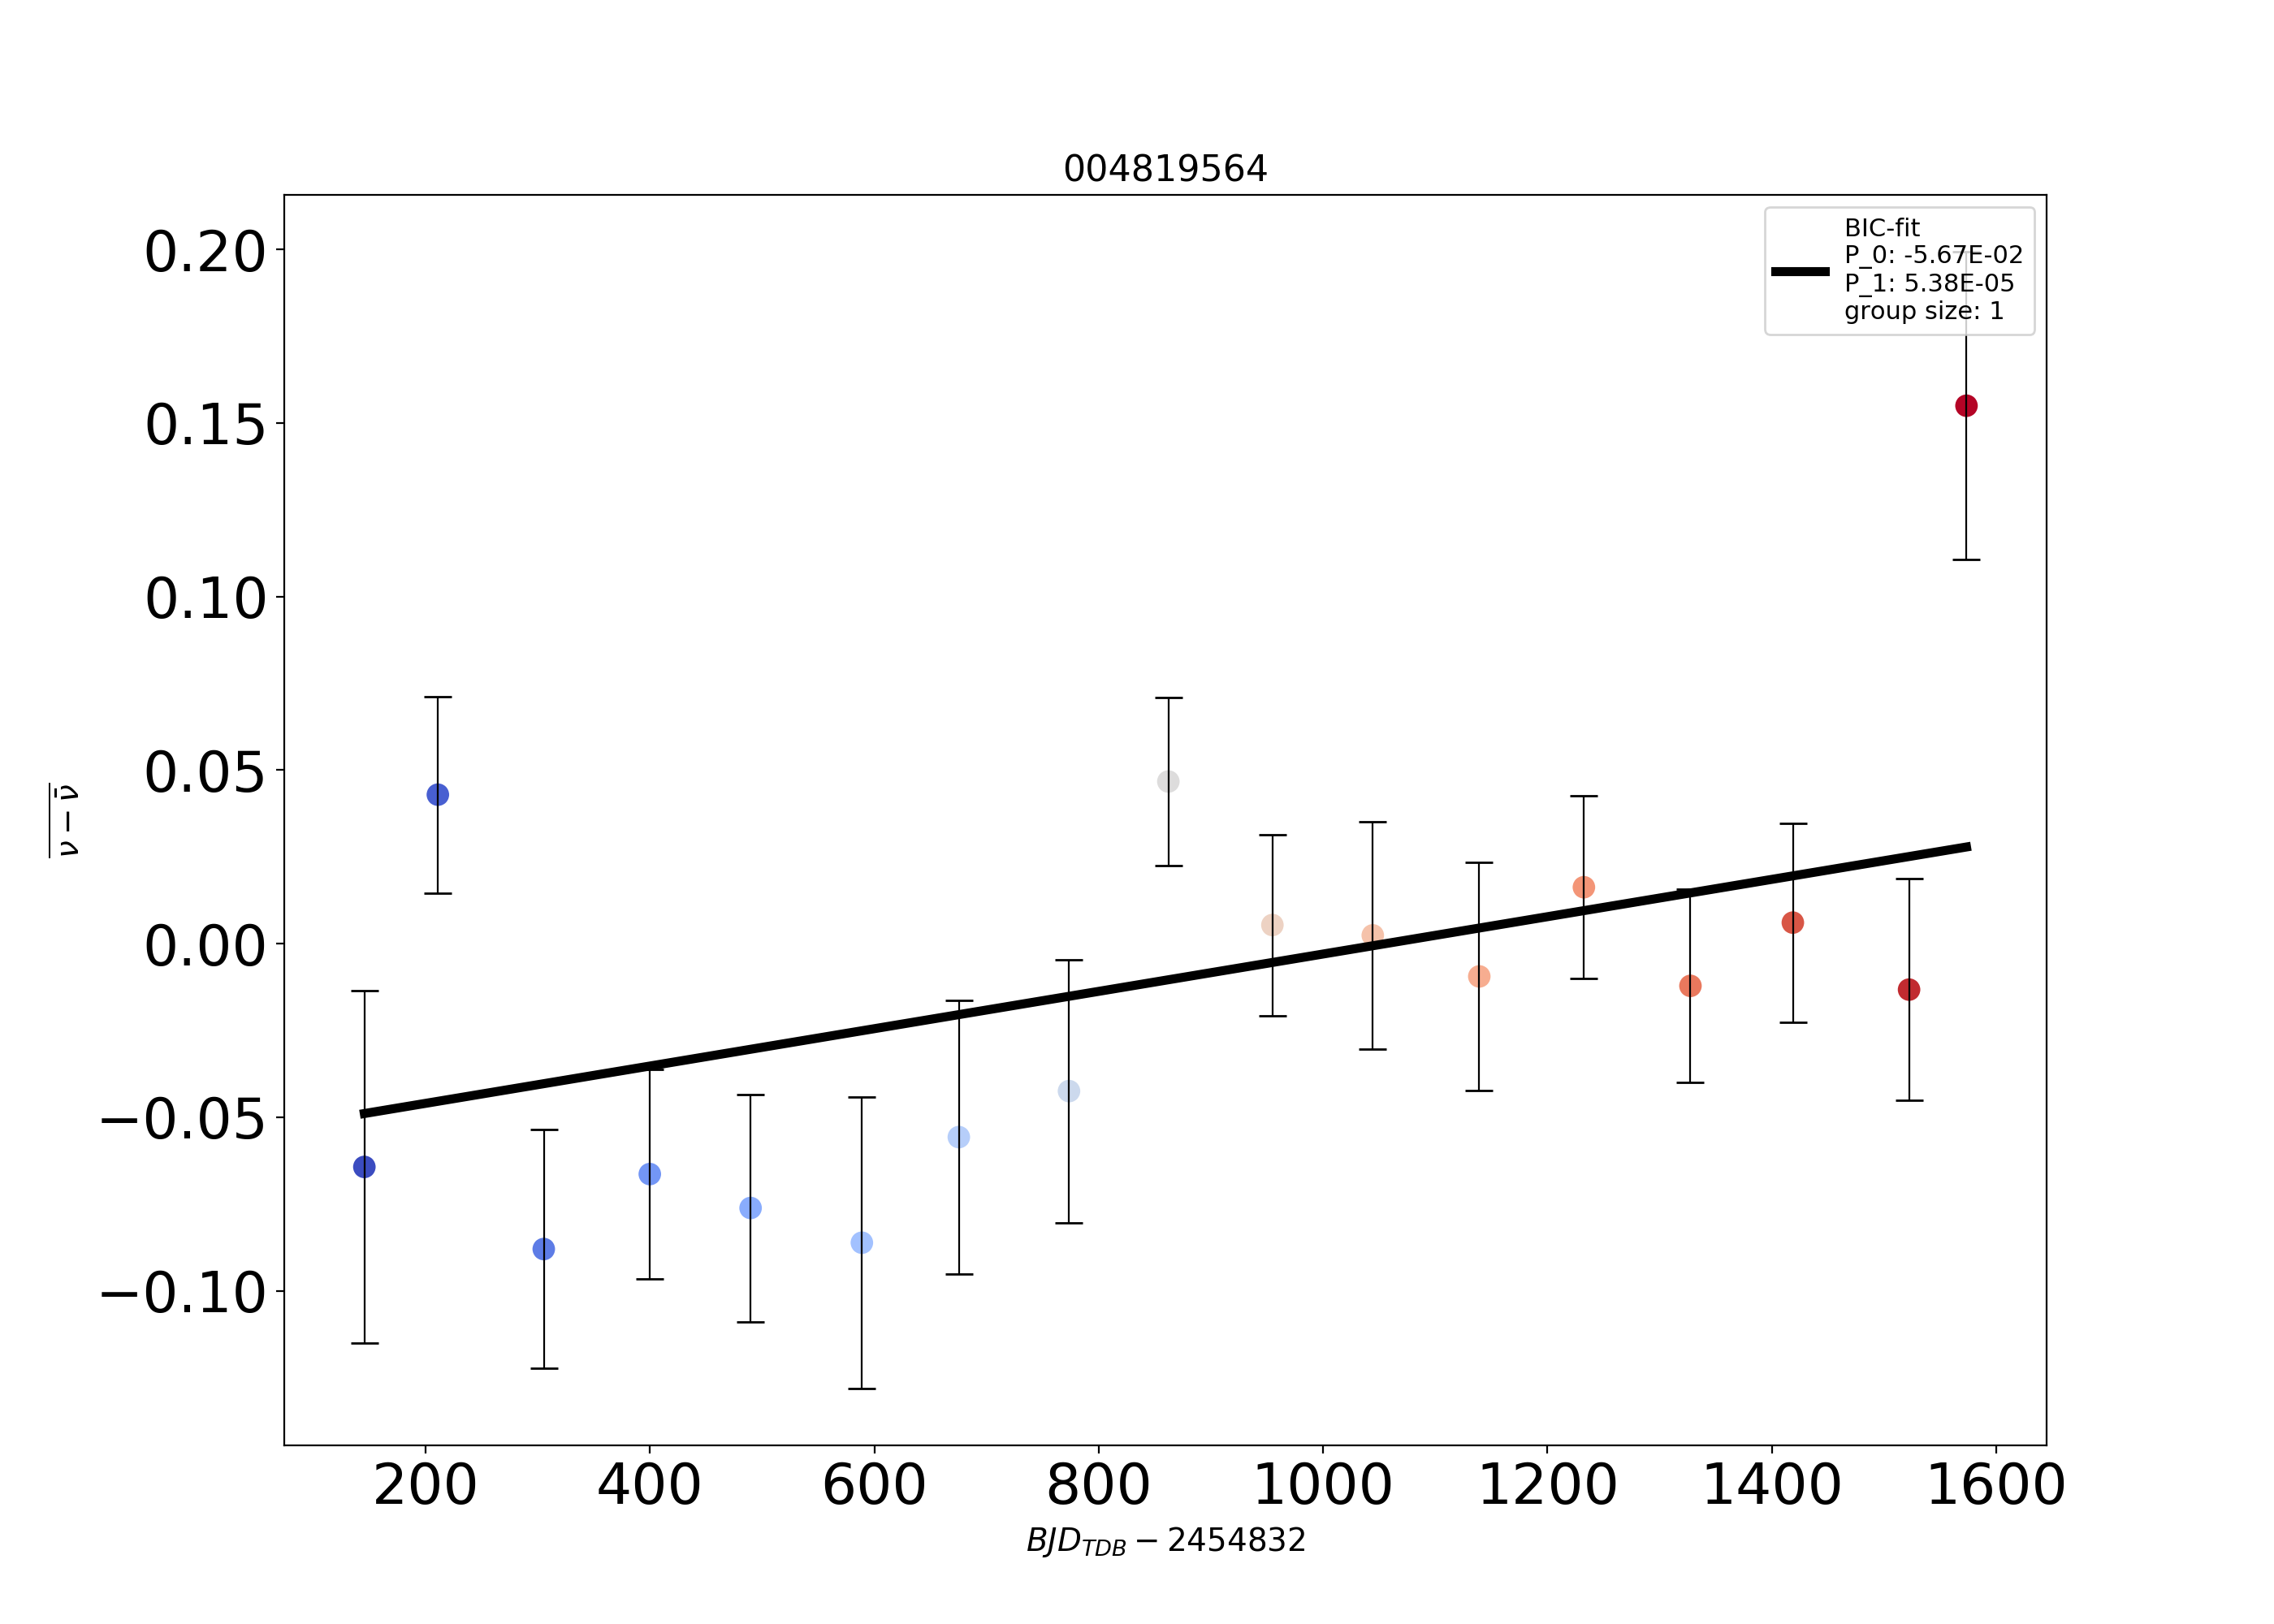 004819564
BIC-fit
P_0: -5.67E-02
P_1: 5.38E-05
group size: 1
0.20
0.15
0.10
0.05
0.00
−0.05
−0.10
ν − ν̄
200 400 600 800 1000 1200 1400 1600
BJD_TDB − 2454832